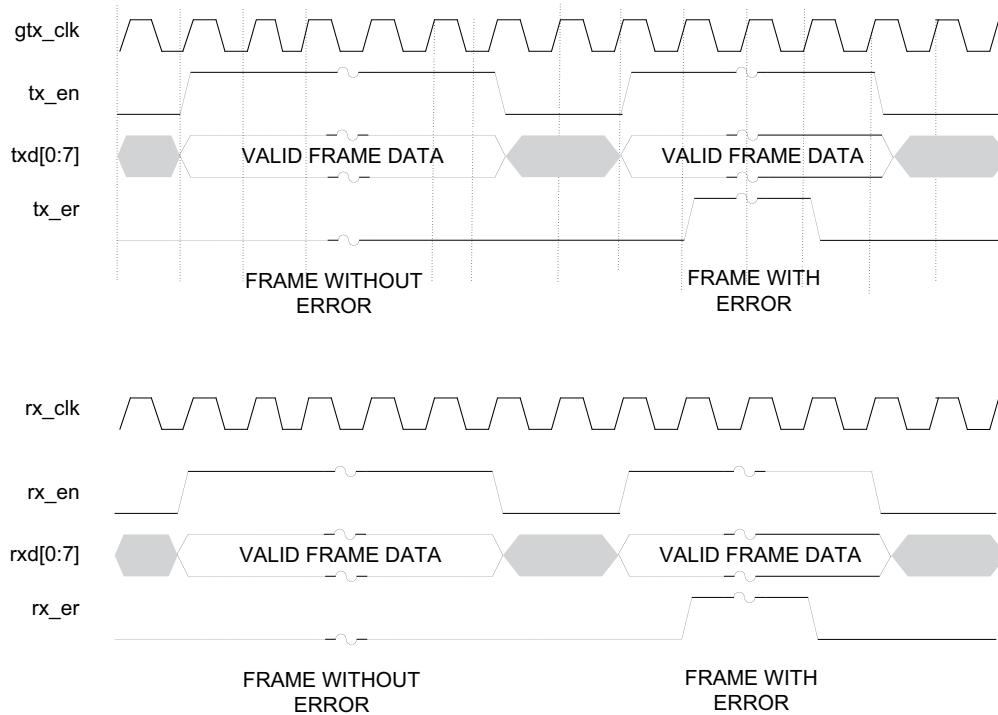 gtx_clk
tx_en
txd[0:7]
VALID FRAME DATA
VALID FRAME DATA
tx_er
FRAME WITHOUT
ERROR
FRAME WITH
ERROR
rx_clk
rx_en
rxd[0:7]
VALID FRAME DATA
VALID FRAME DATA
rx_er
FRAME WITHOUT
ERROR
FRAME WITH
ERROR